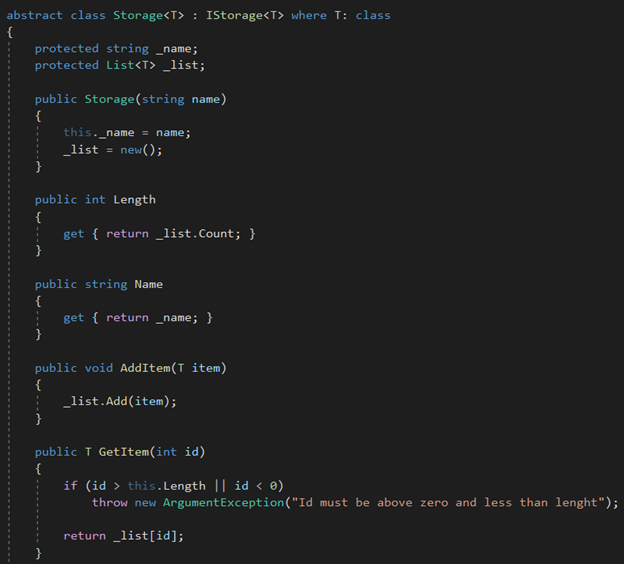 abstract class Storage<T> : IStorage<T> where T: class
{
protected string _name;
protected List<T> _list;
public Storage(string name)
{
this._name = name;
_list = new();
}
public int Length
{
get { return _list.Count; }
}
public string Name
{
get { return _name; }
}
public void AddItem(T item)
{
_list.Add(item);
}
public T GetItem(int id)
{
if (id > this.Length || id < 0)
throw new ArgumentException("Id must be above zero and less than lenght");
return _list[id];
}